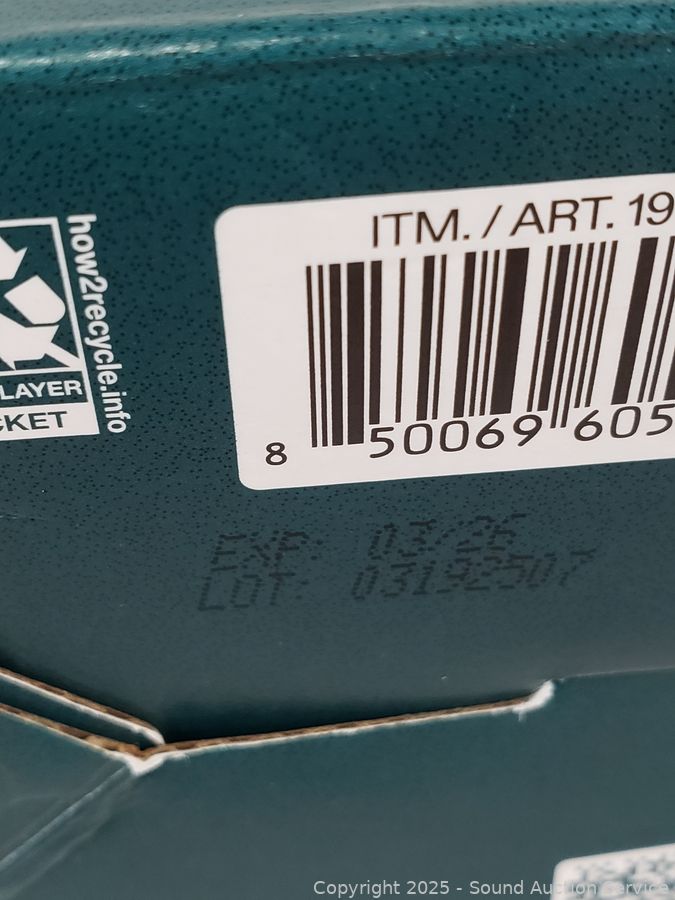 how2recycle.info
LAYER
CKET
ITM. / ART. 19
8 50069 605
EXP: 03/26
LOT: 03192507
Copyright 2025 - Sound Auction Service